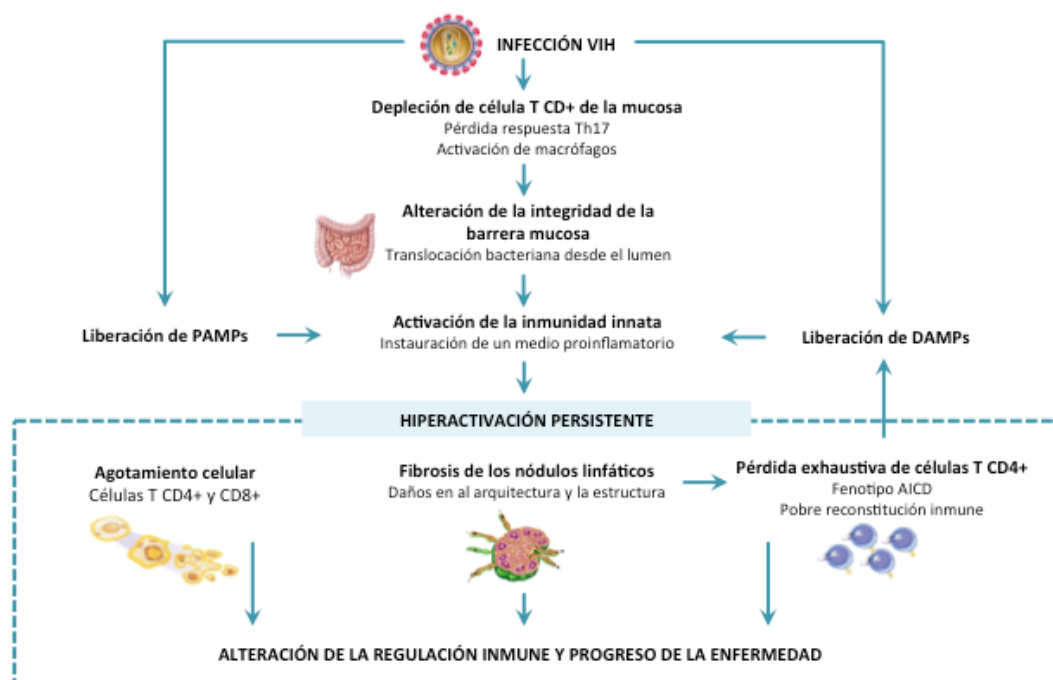 INFECCIÓN VIH
Depleción de célula T CD+ de la mucosa
Pérdida respuesta Th17
Activación de macrófagos
Alteración de la integridad de la
barrera mucosa
Translocación bacteriana desde el lumen
Liberación de PAMPs
Activación de la inmunidad innata
Instauración de un medio proinflamatorio
Liberación de DAMPs
HIPERACTIVACIÓN PERSISTENTE
Agotamiento celular
Células T CD4+ y CD8+
Fibrosis de los nódulos linfáticos
Daños en al arquitectura y la estructura
Pérdida exhaustiva de células T CD4+
Fenotipo AICD
Pobre reconstitución inmune
ALTERACIÓN DE LA REGULACIÓN INMUNE Y PROGRESO DE LA ENFERMEDAD